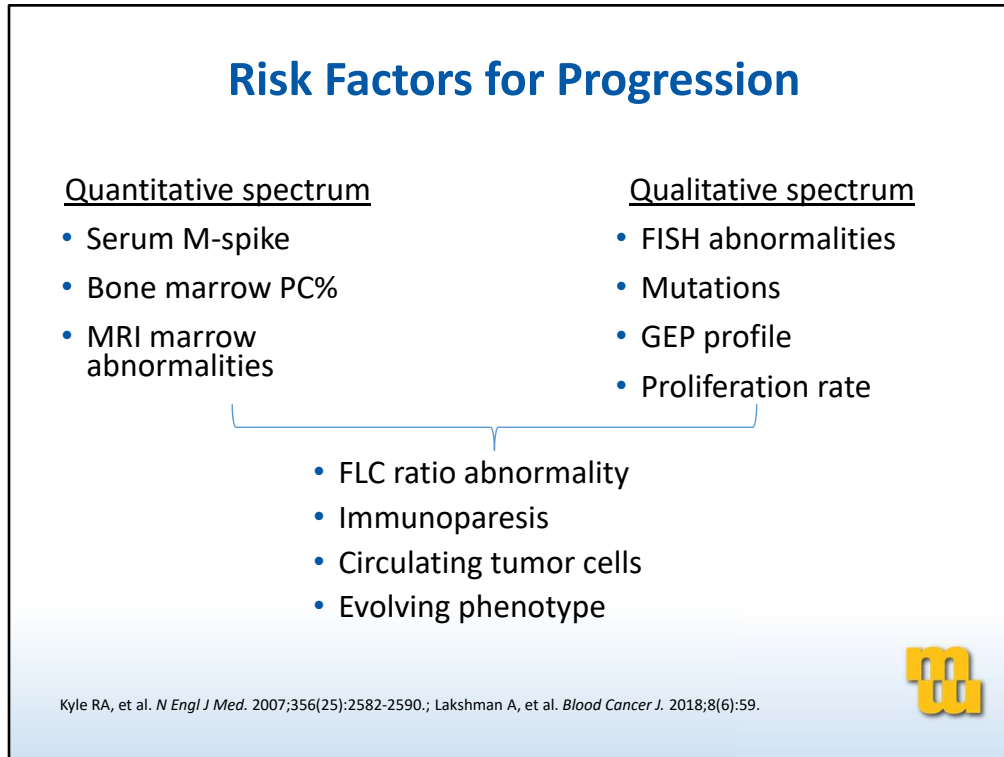 Risk Factors for Progression
Quantitative spectrum
• Serum M-spike
• Bone marrow PC%
• MRI marrow
abnormalities
Qualitative spectrum
• FISH abnormalities
• Mutations
• GEP profile
• Proliferation rate
• FLC ratio abnormality
• Immunoparesis
• Circulating tumor cells
• Evolving phenotype
Kyle RA, et al. N Engl J Med. 2007;356(25):2582-2590.; Lakshman A, et al. Blood Cancer J. 2018;8(6):59.